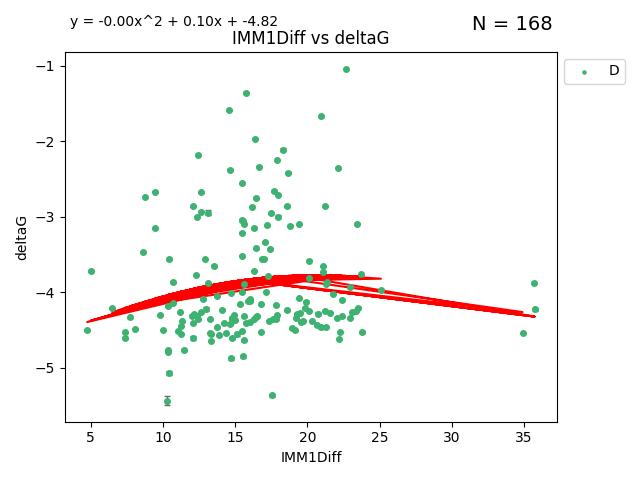 y = -0.00x^2 + 0.10x + -4.82
N = 168
IMM1Diff vs deltaG
D
−1
−2
−3
−4
−5
deltaG
5 10 15 20 25 30 35
IMM1Diff